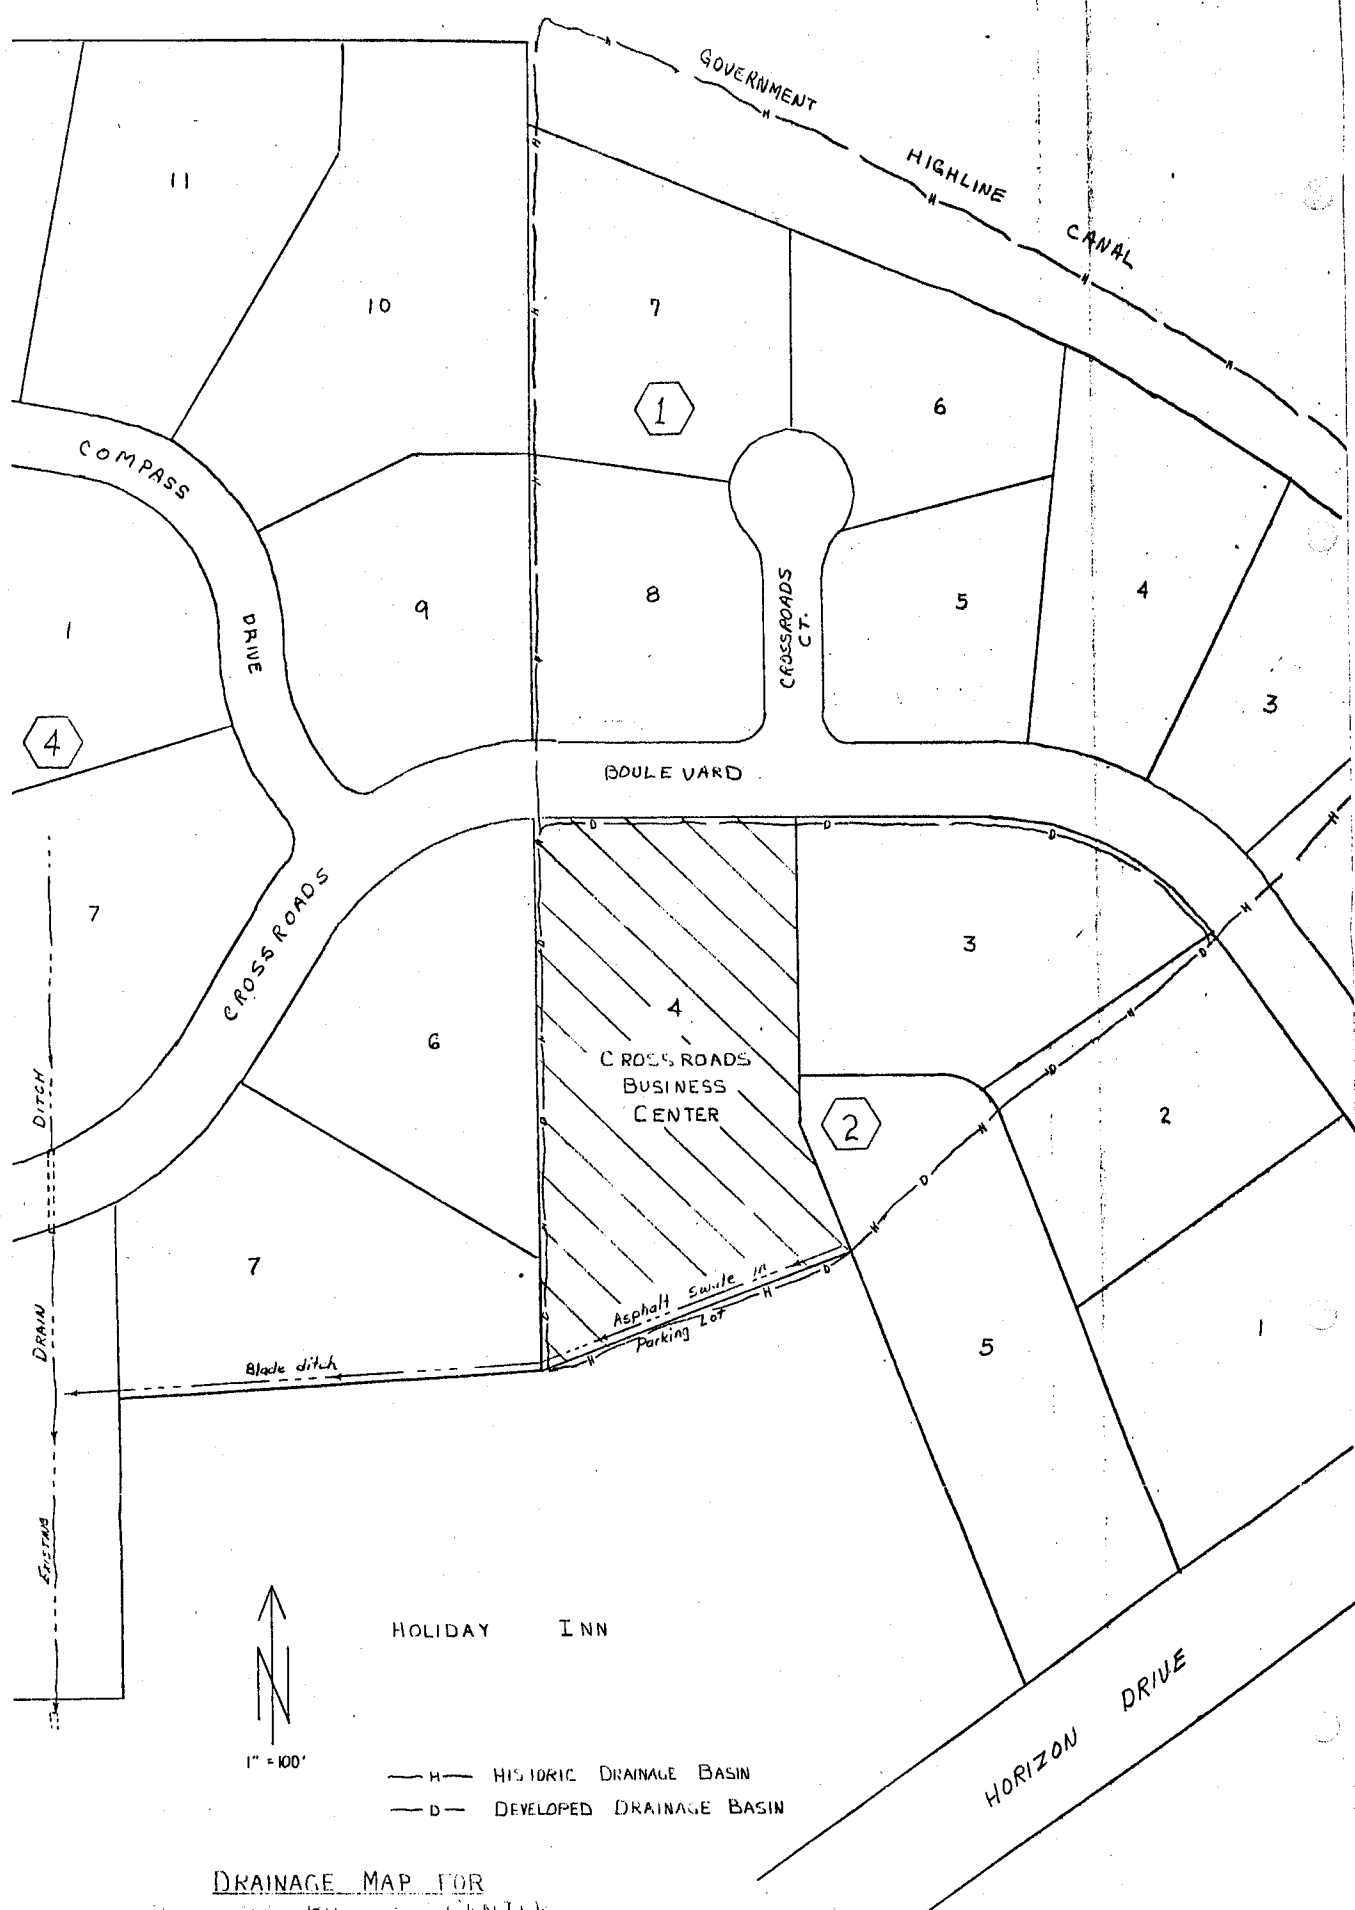 GOVERNMENT HIGHLINE CANAL
11
10
7
6
1
COMPASS DRIVE
9
8
CROSSROADS
CT.
5
4
3
1
4
BOULEVARD
7
CROSSROADS
6
3
4
CROSSROADS
BUSINESS
CENTER
2
2
7
Asphalt swale in
Parking Lot
Blade ditch
5
1
EXISTING DRAIN DITCH
HOLIDAY INN
N
1" = 100'
HORIZON DRIVE
—H— HISTORIC DRAINAGE BASIN
—D— DEVELOPED DRAINAGE BASIN
DRAINAGE MAP FOR